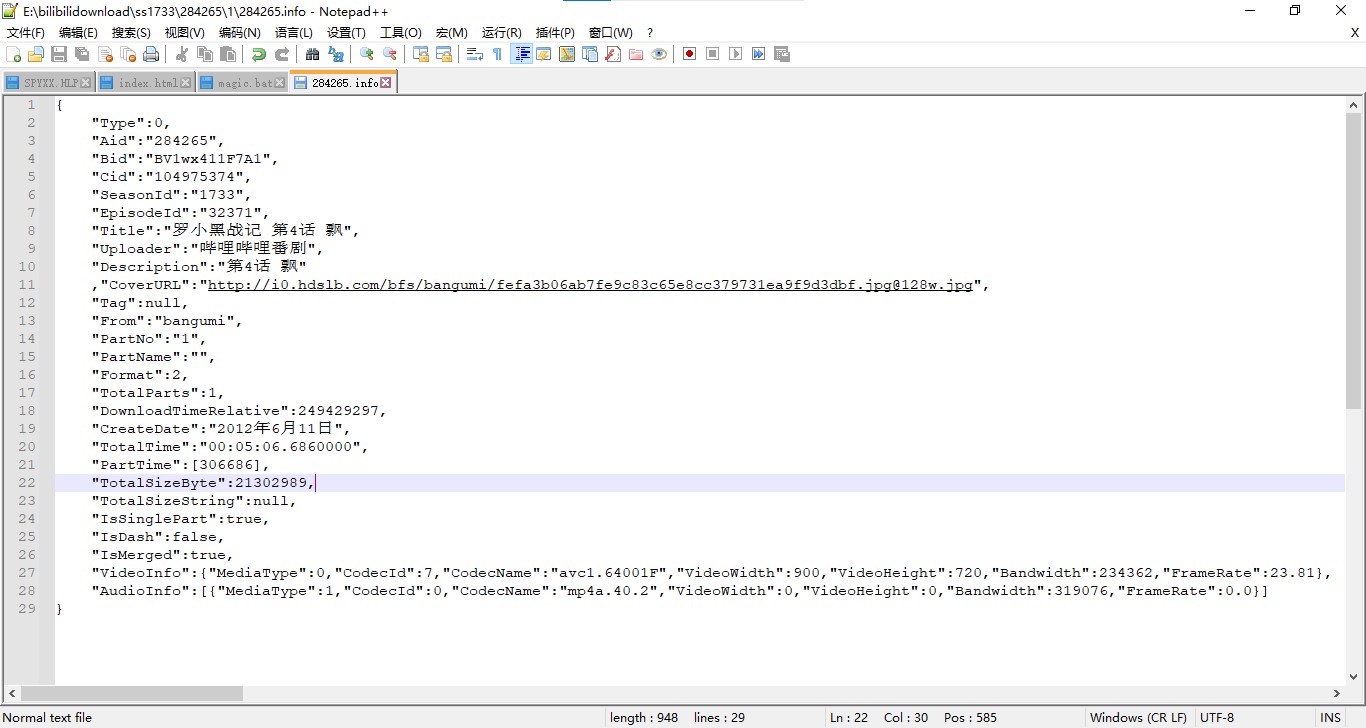 E:\bilibilidownload\ss1733\284265\1\284265.info - Notepad++
文件(F) 编辑(E) 搜索(S) 视图(V) 编码(N) 语言(L) 设置(T) 工具(O) 宏(M) 运行(R) 插件(P) 窗口(W) ? X
SPYXX.HLP index.html magic.bat 284265.info
1 {
2 "Type":0,
3 "Aid":"284265",
4 "Bid":"BV1wx411F7A1",
5 "Cid":"104975374",
6 "SeasonId":"1733",
7 "EpisodeId":"32371",
8 "Title":"罗小黑战记 第4话 飘",
9 "Uploader":"哔哩哔哩番剧",
10 "Description":"第4话 飘"
11 ,"CoverURL":"http://i0.hdslb.com/bfs/bangumi/fefa3b06ab7fe9c83c65e8cc379731ea9f9d3dbf.jpg@128w.jpg",
12 "Tag":null,
13 "From":"bangumi",
14 "PartNo":"1",
15 "PartName":"",
16 "Format":2,
17 "TotalParts":1,
18 "DownloadTimeRelative":249429297,
19 "CreateDate":"2012年6月11日",
20 "TotalTime":"00:05:06.6860000",
21 "PartTime":[306686],
22 "TotalSizeByte":21302989,
23 "TotalSizeString":null,
24 "IsSinglePart":true,
25 "IsDash":false,
26 "IsMerged":true,
27 "VideoInfo":{"MediaType":0,"CodecId":7,"CodecName":"avc1.64001F","VideoWidth":900,"VideoHeight":720,"Bandwidth":234362,"FrameRate":23.81},
28 "AudioInfo":[{"MediaType":1,"CodecId":0,"CodecName":"mp4a.40.2","VideoWidth":0,"VideoHeight":0,"Bandwidth":319076,"FrameRate":0.0}]
29 }
Normal text file length : 948 lines : 29 Ln : 22 Col : 30 Pos : 585 Windows (CR LF) UTF-8 INS